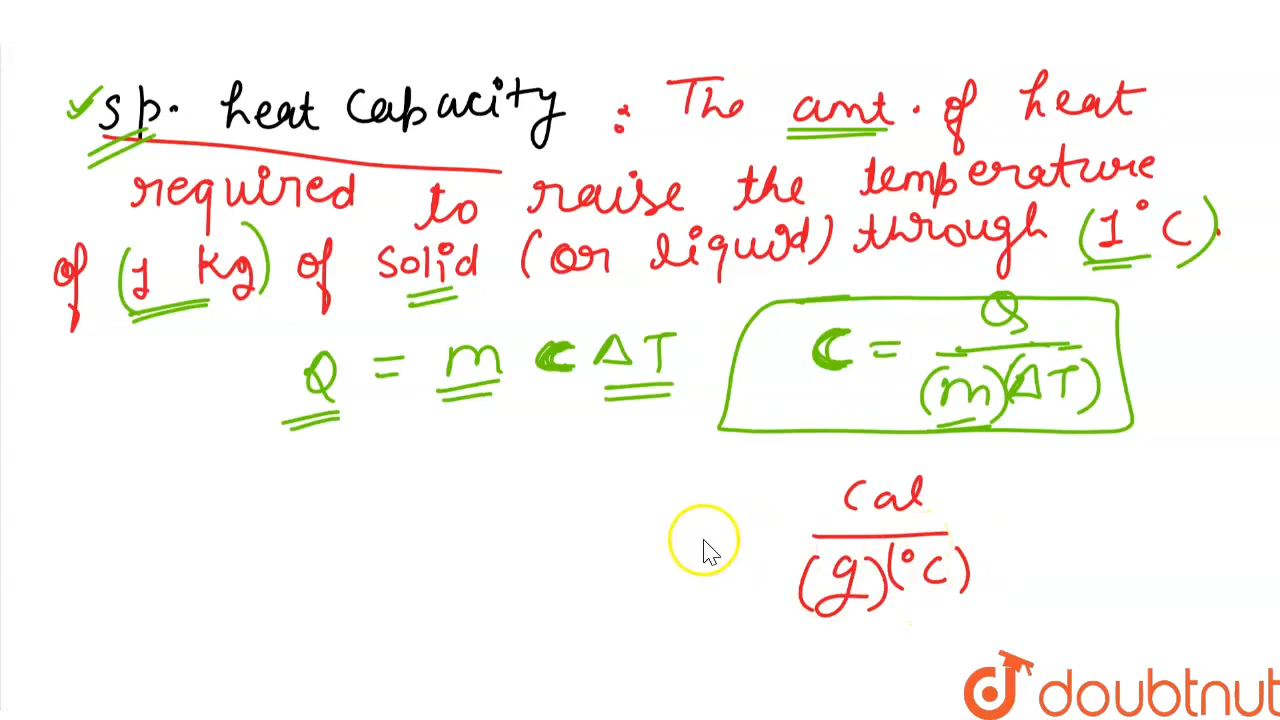 sp. heat capacity : The amt. of heat
required to raise the temperature
of (1 kg) of solid (or liquid) through (1°C).
Q = m C ΔT
C = Q / (m)(ΔT)
Cal / (g)(°C)
doubtnut